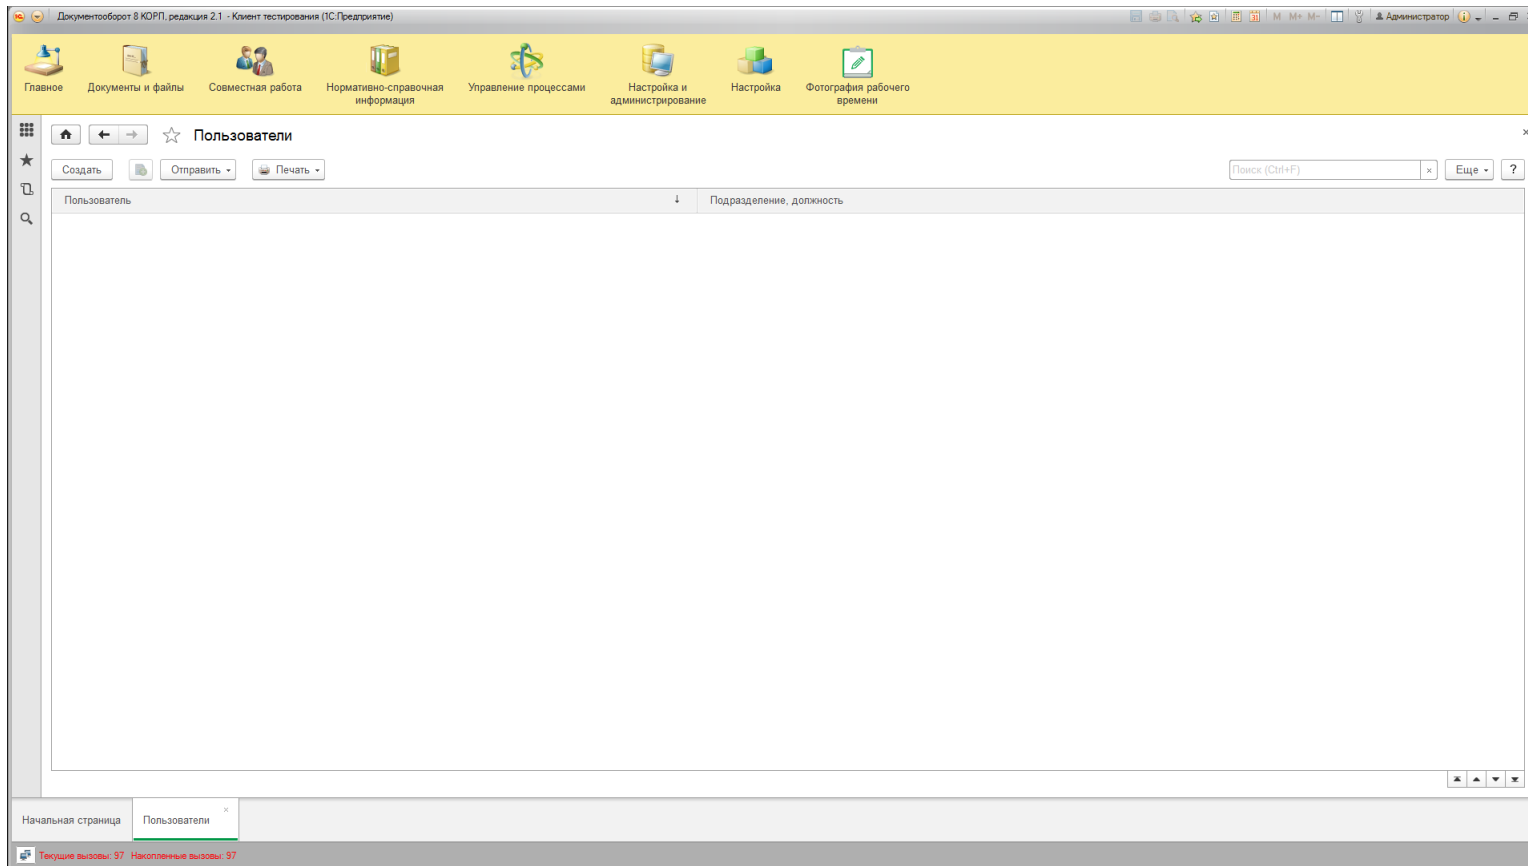 Документооборот 8 КОРП, редакция 2.1 - Клиент тестирования (1С:Предприятие)
M M+ M- Администратор
Главное
Документы и файлы
Совместная работа
Нормативно-справочная
информация
Управление процессами
Настройка и
администрирование
Настройка
Фотография рабочего
времени
Пользователи
Создать Отправить Печать Поиск (Ctrl+F) × Еще ?
Пользователь ↓ Подразделение, должность
Начальная страница Пользователи ×
Текущие вызовы: 97 Накопленные вызовы: 97